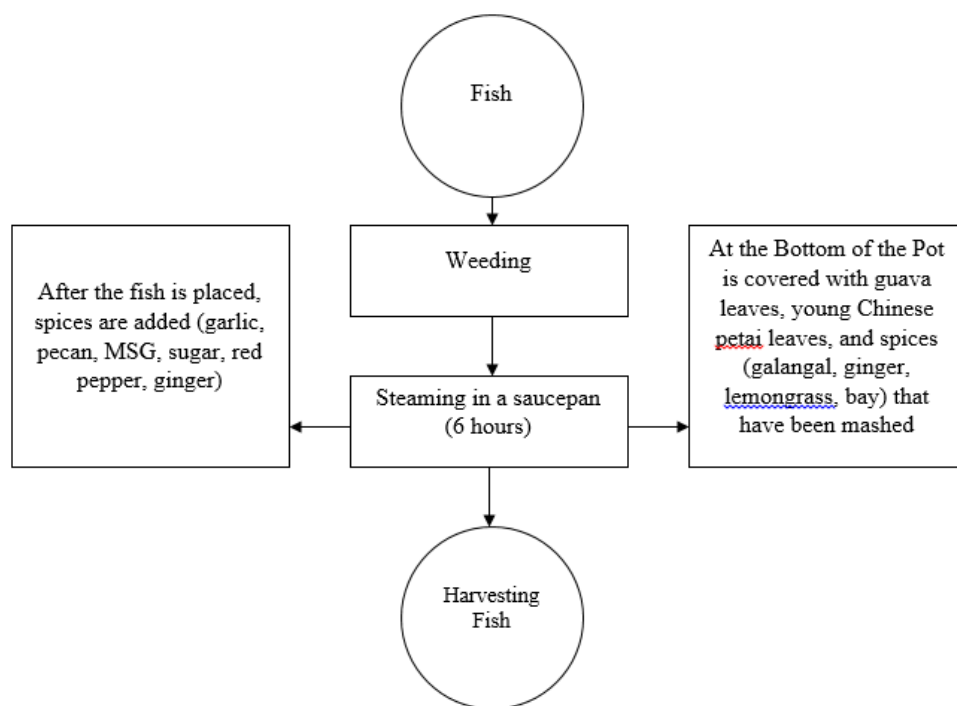 Fish
Weeding
After the fish is placed,
spices are added (garlic,
pecan, MSG, sugar, red
pepper, ginger)
Steaming in a saucepan
(6 hours)
At the Bottom of the Pot
is covered with guava
leaves, young Chinese
petai leaves, and spices
(galangal, ginger,
lemongrass, bay) that
have been mashed
Harvesting
Fish